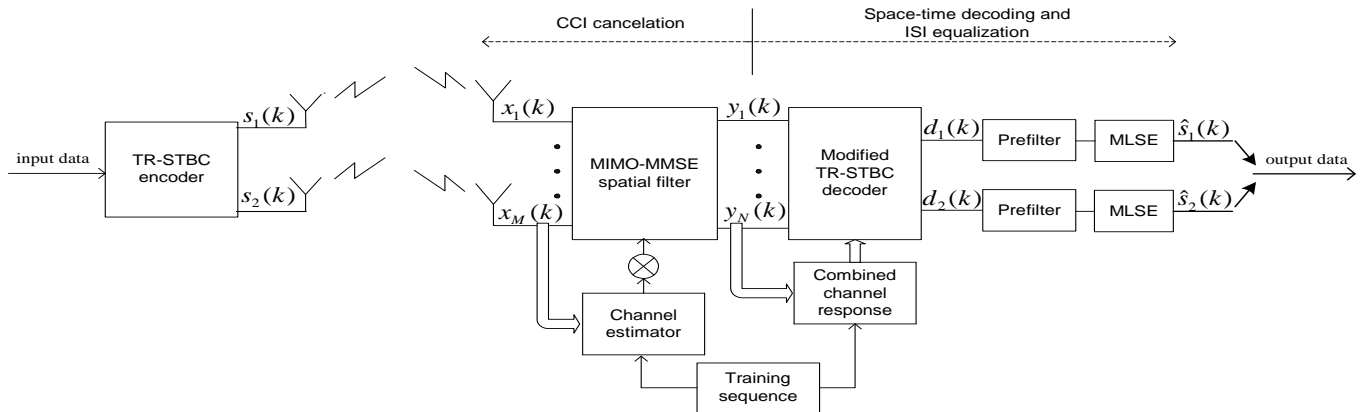 CCI cancelation
Space-time decoding and
ISI equalization
input data
TR-STBC
encoder
s₁(k)
s₂(k)
x₁(k)
x_M(k)
MIMO-MMSE
spatial filter
y₁(k)
y_N(k)
Modified
TR-STBC
decoder
d₁(k)
d₂(k)
Prefilter
MLSE
ŝ₁(k)
Prefilter
MLSE
ŝ₂(k)
output data
Channel
estimator
Combined
channel
response
Training
sequence